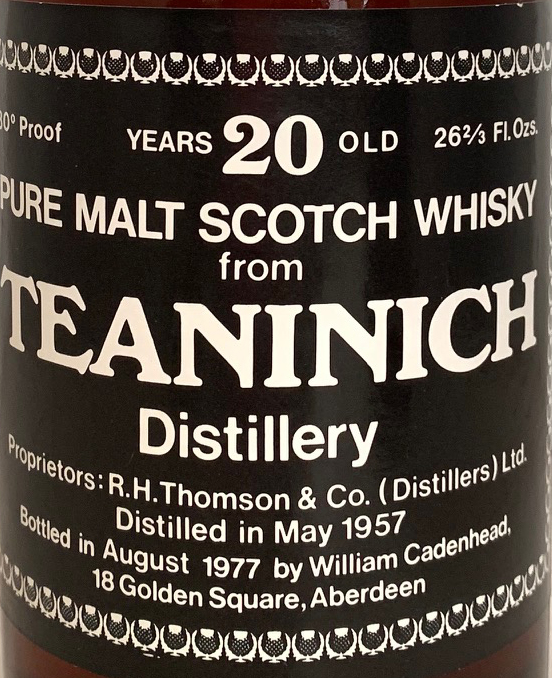 0° Proof YEARS 20 OLD 26⅔ Fl.Ozs.
PURE MALT SCOTCH WHISKY
from
TEANINICH
Distillery
Proprietors: R.H.Thomson & Co. (Distillers) Ltd.
Distilled in May 1957
Bottled in August 1977 by William Cadenhead,
18 Golden Square, Aberdeen